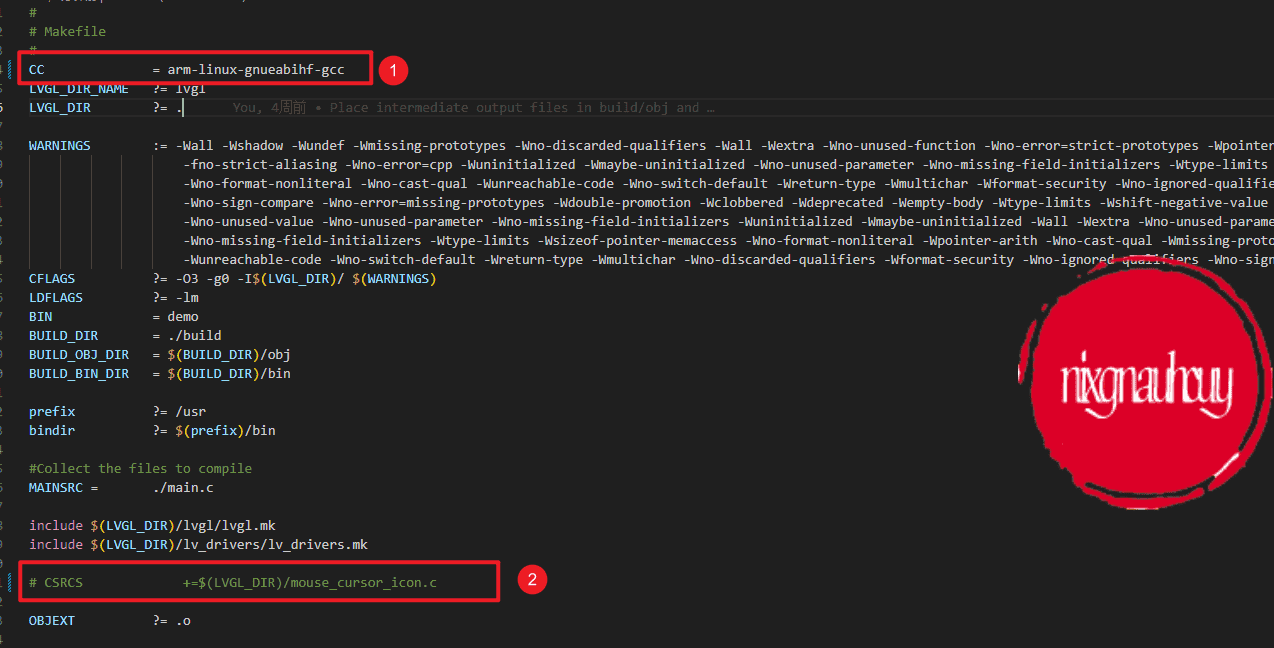 #
# Makefile
#
CC = arm-linux-gnueabihf-gcc
1
LVGL_DIR_NAME ?= lvgl
LVGL_DIR ?= .
You, 4周前 • Place intermediate output files in build/obj and …
WARNINGS := -Wall -Wshadow -Wundef -Wmissing-prototypes -Wno-discarded-qualifiers -Wall -Wextra -Wno-unused-function -Wno-error=strict-prototypes -Wpointer
-fno-strict-aliasing -Wno-error=cpp -Wuninitialized -Wmaybe-uninitialized -Wno-unused-parameter -Wno-missing-field-initializers -Wtype-limits
-Wno-format-nonliteral -Wno-cast-qual -Wunreachable-code -Wno-switch-default -Wreturn-type -Wmultichar -Wformat-security -Wno-ignored-qualifie
-Wno-sign-compare -Wno-error=missing-prototypes -Wdouble-promotion -Wclobbered -Wdeprecated -Wempty-body -Wtype-limits -Wshift-negative-value
-Wno-unused-value -Wno-unused-parameter -Wno-missing-field-initializers -Wuninitialized -Wmaybe-uninitialized -Wall -Wextra -Wno-unused-parame
-Wno-missing-field-initializers -Wtype-limits -Wsizeof-pointer-memaccess -Wno-format-nonliteral -Wpointer-arith -Wno-cast-qual -Wmissing-proto
-Wunreachable-code -Wno-switch-default -Wreturn-type -Wmultichar -Wno-discarded-qualifiers -Wformat-security -Wno-ignored-qualifiers -Wno-sign
CFLAGS ?= -O3 -g0 -I$(LVGL_DIR)/ $(WARNINGS)
LDFLAGS ?= -lm
BIN = demo
BUILD_DIR = ./build
BUILD_OBJ_DIR = $(BUILD_DIR)/obj
BUILD_BIN_DIR = $(BUILD_DIR)/bin
nixgnauhcuy
prefix ?= /usr
bindir ?= $(prefix)/bin
#Collect the files to compile
MAINSRC = ./main.c
include $(LVGL_DIR)/lvgl/lvgl.mk
include $(LVGL_DIR)/lv_drivers/lv_drivers.mk
# CSRCS +=$(LVGL_DIR)/mouse_cursor_icon.c
2
OBJEXT ?= .o